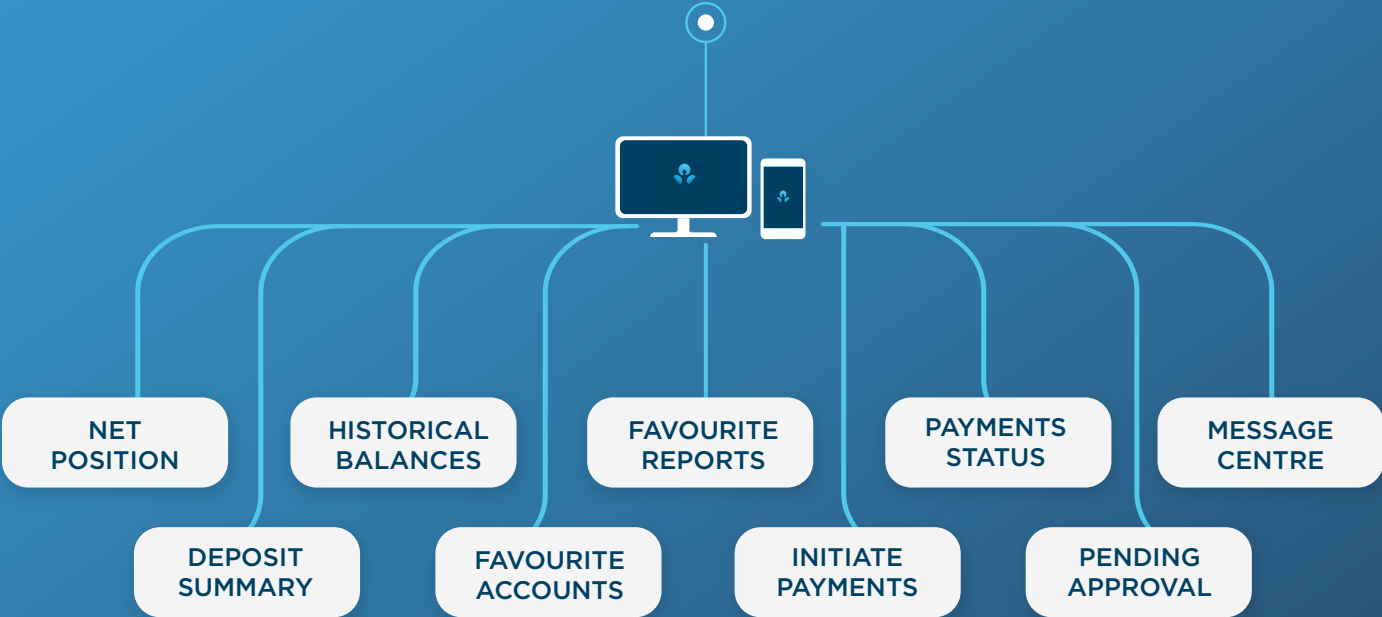 NET
POSITION
HISTORICAL
BALANCES
FAVOURITE
REPORTS
PAYMENTS
STATUS
MESSAGE
CENTRE
DEPOSIT
SUMMARY
FAVOURITE
ACCOUNTS
INITIATE
PAYMENTS
PENDING
APPROVAL